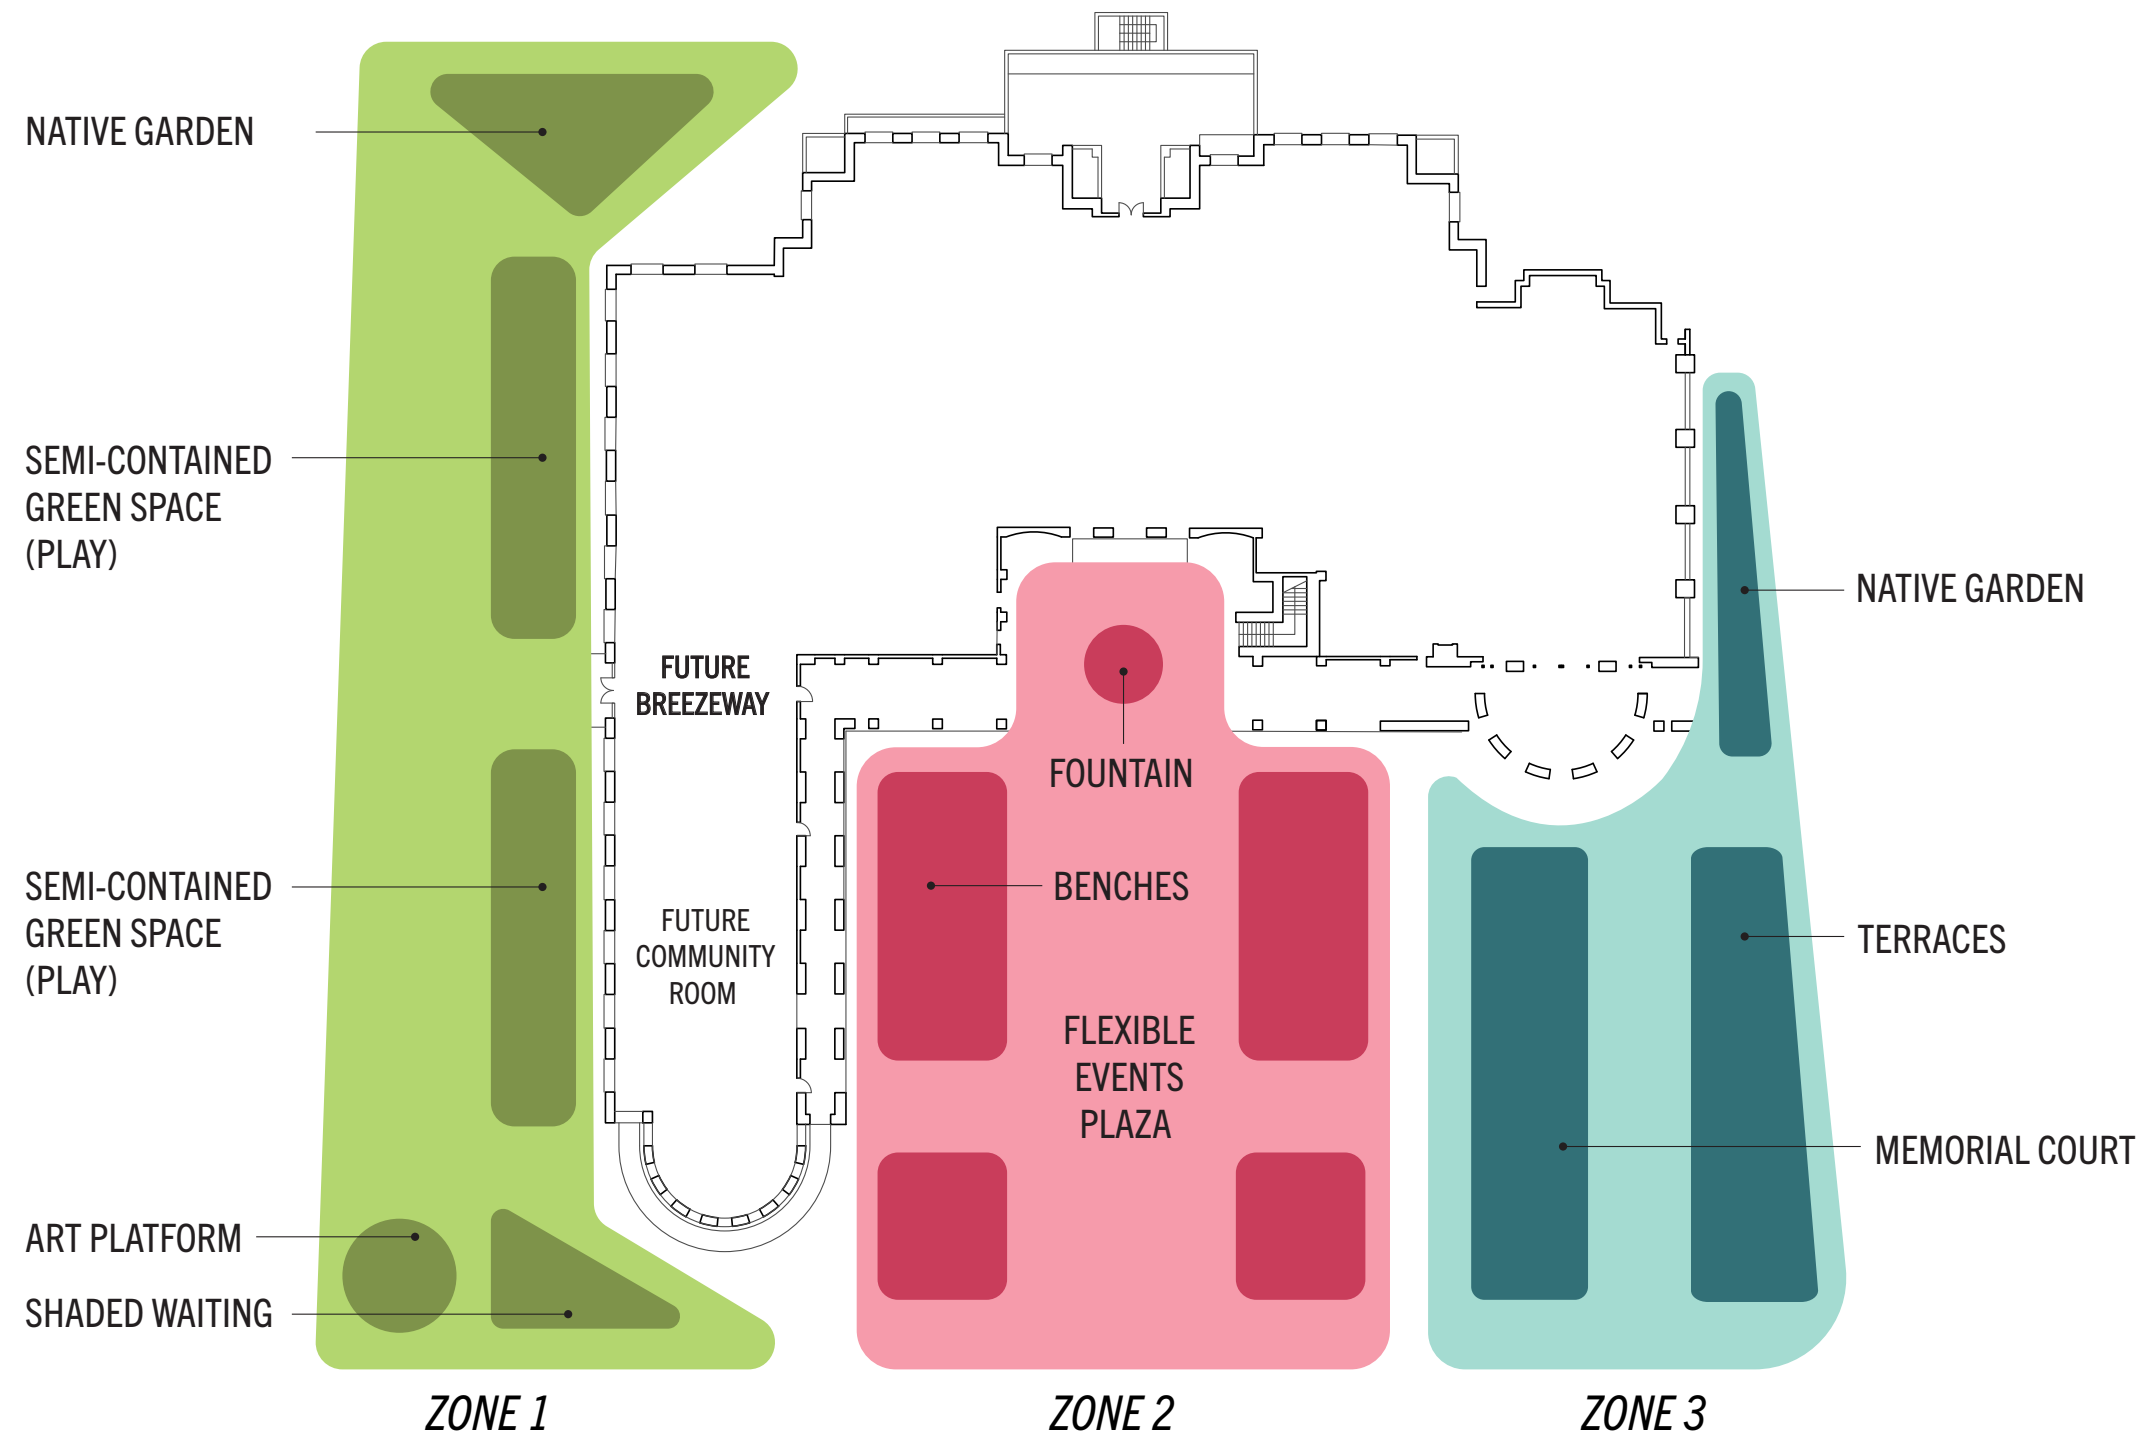 NATIVE GARDEN
SEMI-CONTAINED
GREEN SPACE
(PLAY)
SEMI-CONTAINED
GREEN SPACE
(PLAY)
ART PLATFORM
SHADED WAITING
FUTURE
BREEZEWAY
FUTURE
COMMUNITY
ROOM
FOUNTAIN
BENCHES
FLEXIBLE
EVENTS
PLAZA
NATIVE GARDEN
TERRACES
MEMORIAL COURT
ZONE 1
ZONE 2
ZONE 3